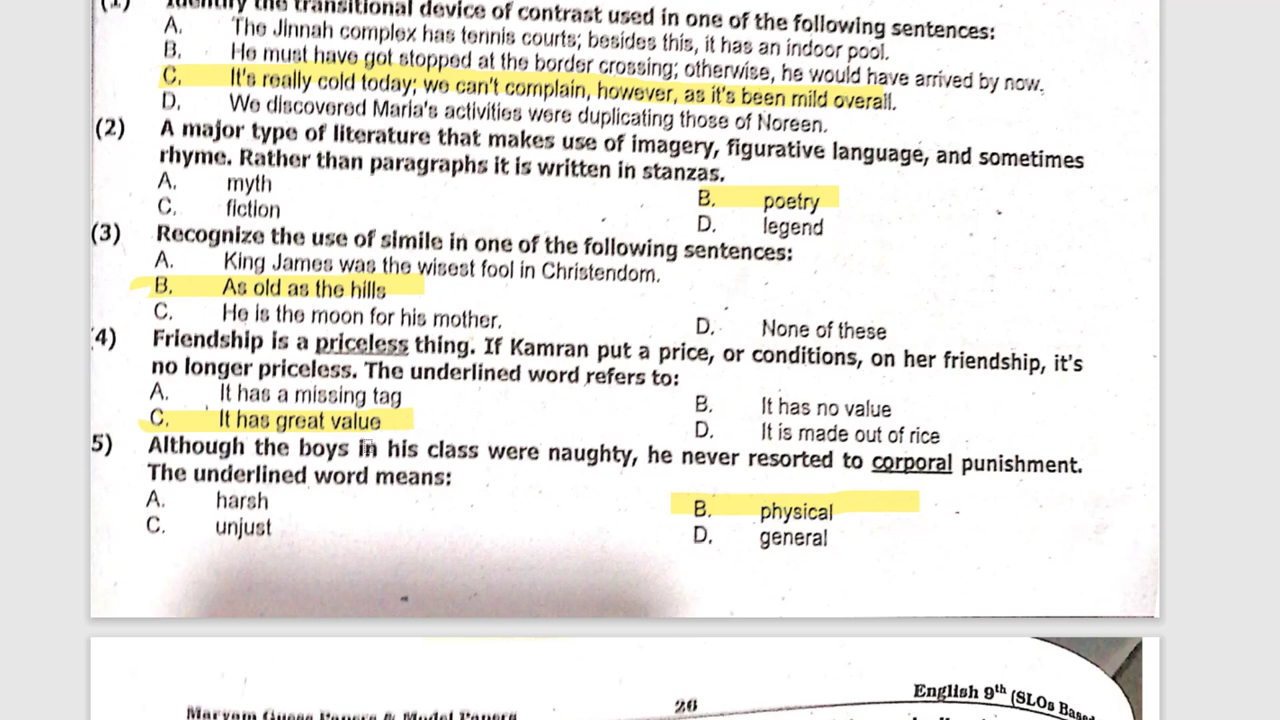 (1) Identify the transitional device of contrast used in one of the following sentences:
A. The Jinnah complex has tennis courts; besides this, it has an indoor pool.
B. He must have got stopped at the border crossing; otherwise, he would have arrived by now.
C. It's really cold today; we can't complain, however, as it's been mild overall.
D. We discovered Maria's activities were duplicating those of Noreen.
(2) A major type of literature that makes use of imagery, figurative language, and sometimes
rhyme. Rather than paragraphs it is written in stanzas.
A. myth B. poetry
C. fiction D. legend
(3) Recognize the use of simile in one of the following sentences:
A. King James was the wisest fool in Christendom.
B. As old as the hills
C. He is the moon for his mother. D. None of these
4) Friendship is a priceless thing. If Kamran put a price, or conditions, on her friendship, it's
no longer priceless. The underlined word refers to:
A. It has a missing tag B. It has no value
C. It has great value D. It is made out of rice
5) Although the boys in his class were naughty, he never resorted to corporal punishment.
The underlined word means:
A. harsh B. physical
C. unjust D. general
Maryam Guess Papers & Model Papers 26 English 9th (SLOs Based